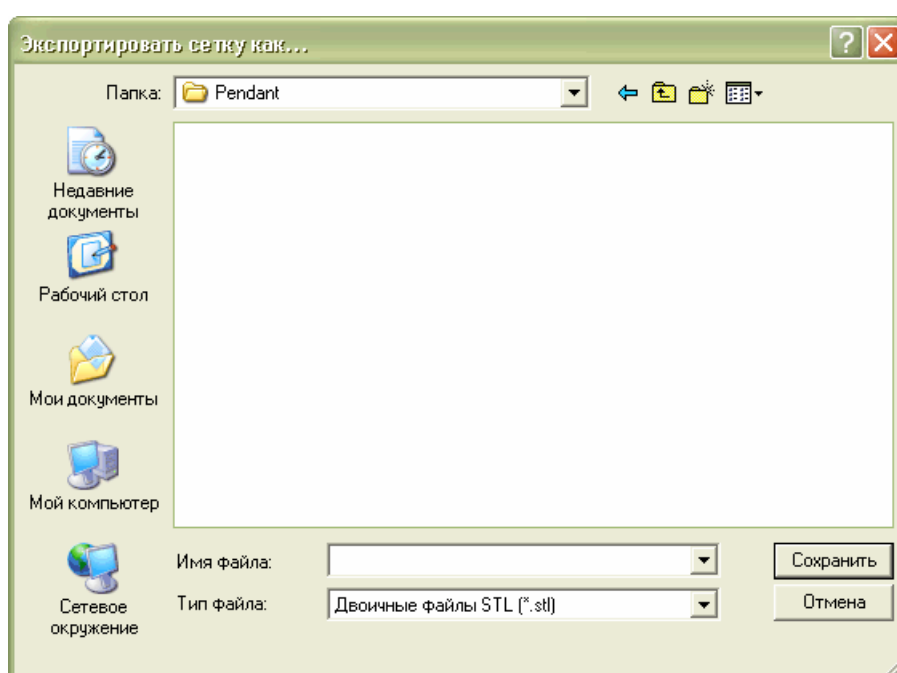 Экспортировать сетку как...
Папка: Pendant
Недавние
документы
Рабочий стол
Мои документы
Мой компьютер
Сетевое
окружение
Имя файла:
Сохранить
Тип файла: Двоичные файлы STL (*.stl)
Отмена